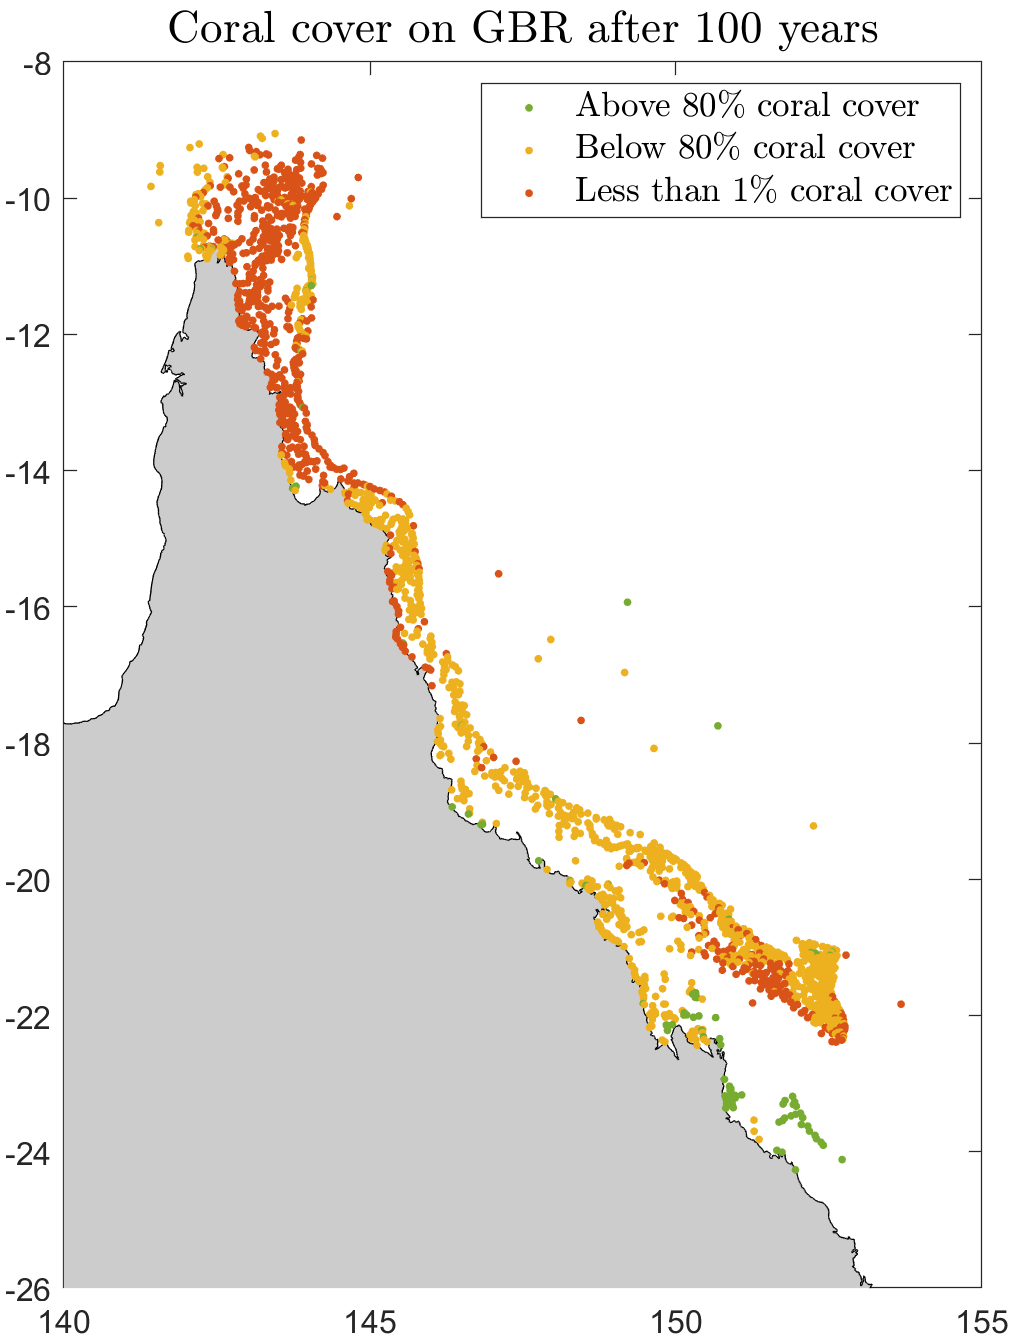 Coral cover on GBR after 100 years
-8
Above 80% coral cover
Below 80% coral cover
Less than 1% coral cover
-10
-12
-14
-16
-18
-20
-22
-24
-26
140 145 150 155